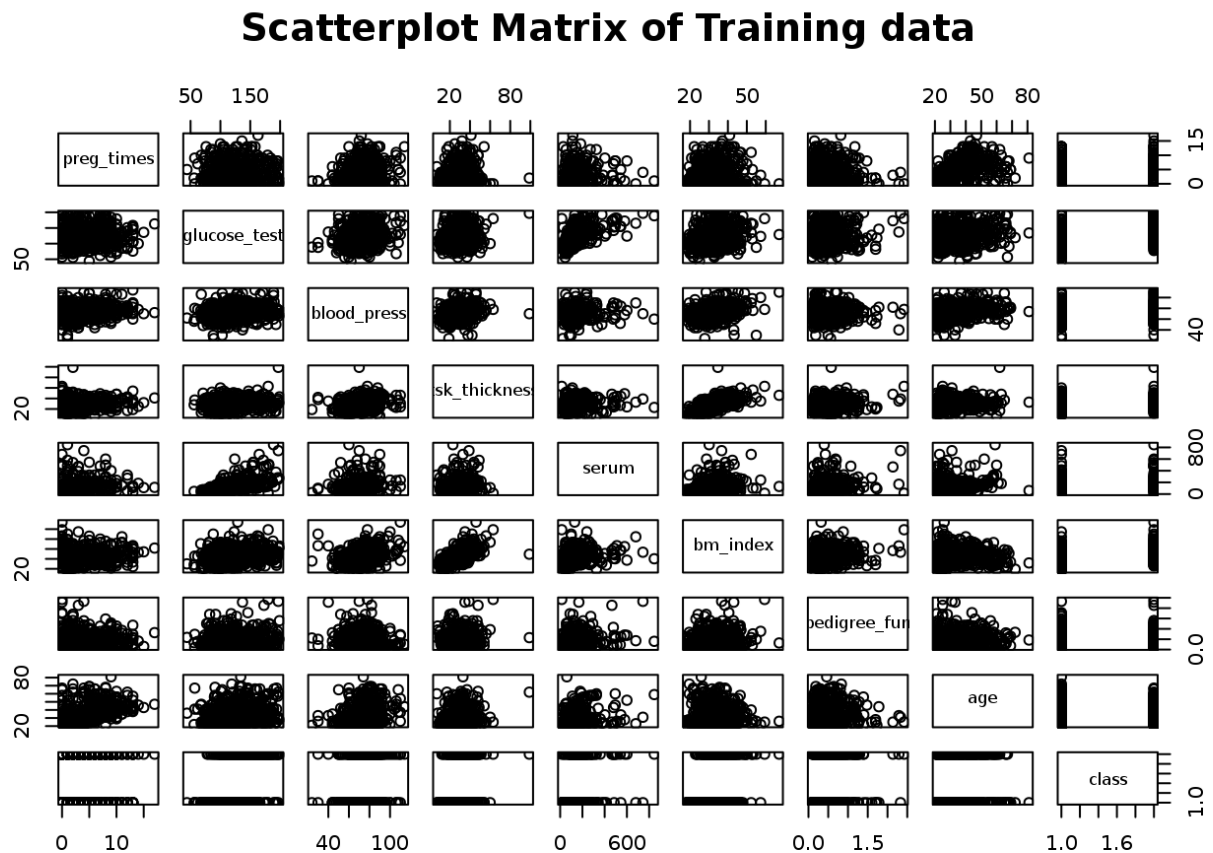 Scatterplot Matrix of Training data
50 150
20 80
20 50
20 50 80
preg_times
0 15
50
glucose_test
blood_press
40
20
sk_thickness
serum
0 800
20
bm_index
pedigree_fun
0.0
20 80
age
class
1.0
0 10
40 100
0 600
0.0 1.5
1.0 1.6